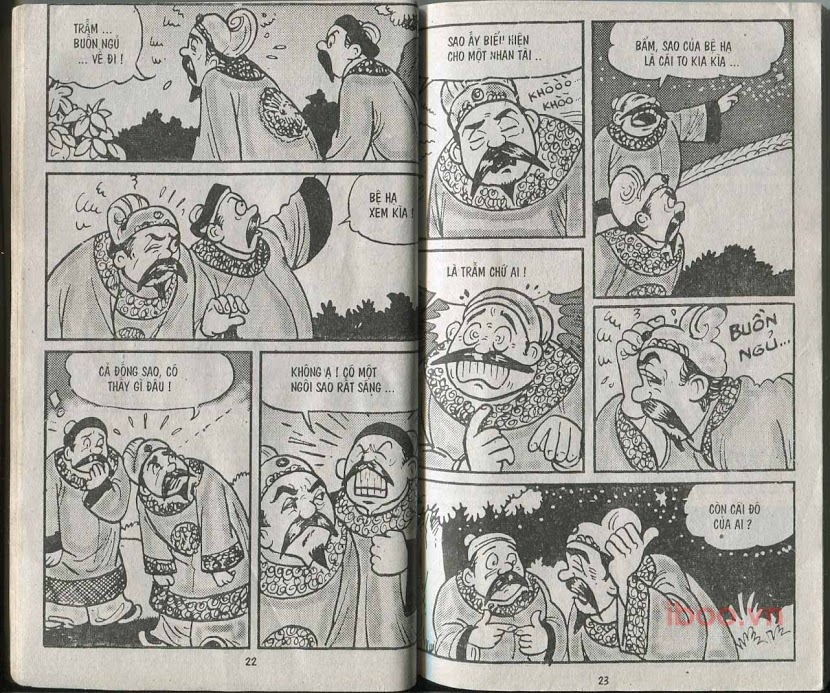 TRẪM ...
BUỒN NGỦ
... VỀ ĐI !
BỆ HẠ
XEM KÌA !
CẢ ĐỐNG SAO, CÓ
THẤY GÌ ĐÂU !
KHÔNG Ạ ! CÓ MỘT
NGÔI SAO RẤT SÁNG ...
22
SAO ẤY BIỂU HIỆN
CHO MỘT NHÂN TÀI ..
KHÒÒÒ
KHÒÒ...
BẨM, SAO CỦA BỆ HẠ
LÀ CÁI TO KIA KÌA ...
LÀ TRẪM CHỨ AI !
BUỒN
NGỦ...
CÒN CÁI ĐÓ
CỦA AI ?
23
iboo.vn